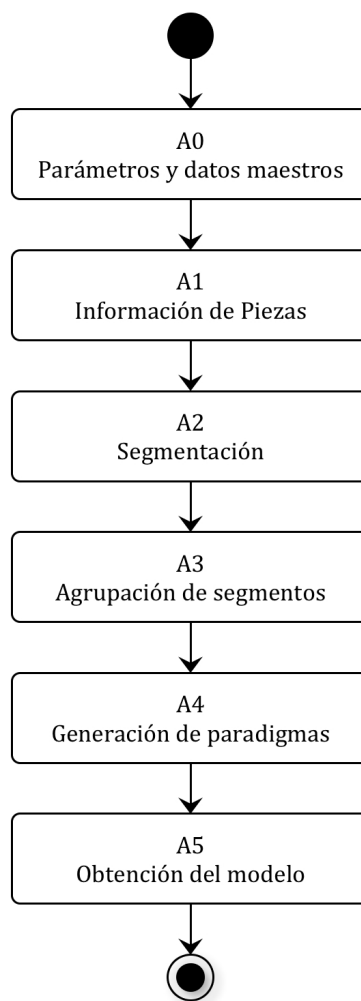 A0
Parámetros y datos maestros
A1
Información de Piezas
A2
Segmentación
A3
Agrupación de segmentos
A4
Generación de paradigmas
A5
Obtención del modelo